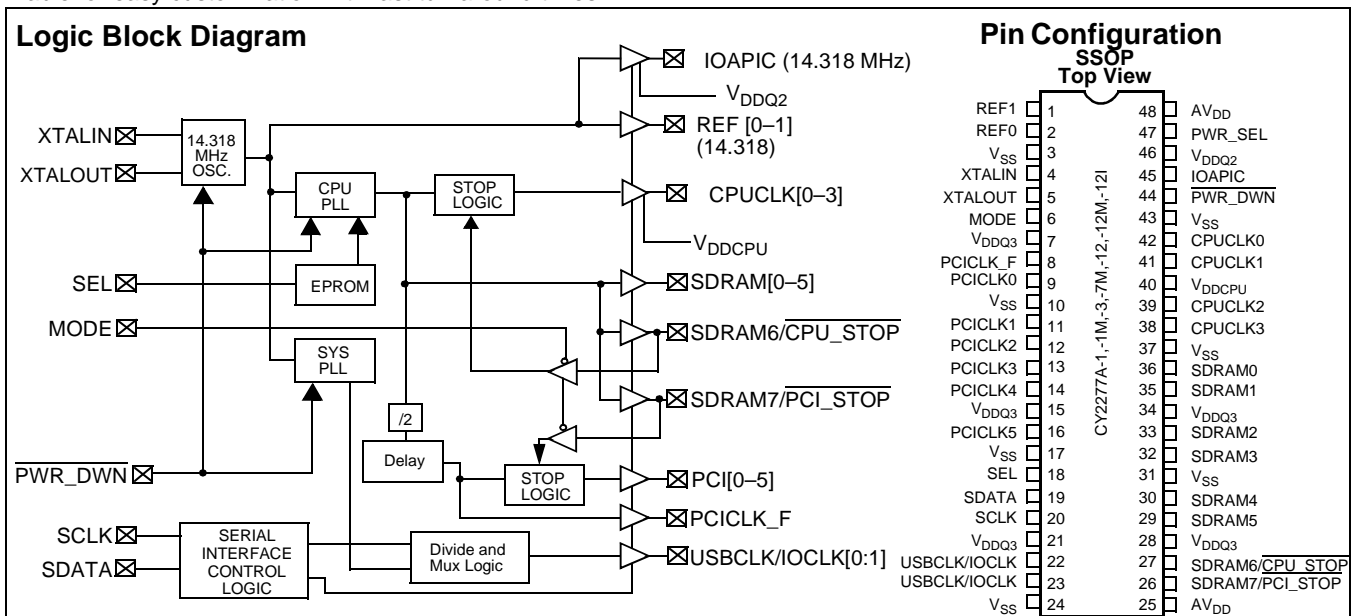 Logic Block Diagram
XTALIN
XTALOUT
14.318
MHz
OSC.
CPU
PLL
STOP
LOGIC
EPROM
SEL
MODE
SYS
PLL
/2
Delay
STOP
LOGIC
PWR_DWN
SCLK
SDATA
SERIAL
INTERFACE
CONTROL
LOGIC
Divide and
Mux Logic
IOAPIC (14.318 MHz)
VDDQ2
REF [0–1]
(14.318)
CPUCLK[0–3]
VDDCPU
SDRAM[0–5]
SDRAM6/CPU_STOP
SDRAM7/PCI_STOP
PCI[0–5]
PCICLK_F
USBCLK/IOCLK[0:1]
Pin Configuration
SSOP
Top View
REF1 1 48 AVDD
REF0 2 47 PWR_SEL
VSS 3 46 VDDQ2
XTALIN 4 45 IOAPIC
XTALOUT 5 44 PWR_DWN
MODE 6 43 VSS
VDDQ3 7 42 CPUCLK0
PCICLK_F 8 41 CPUCLK1
PCICLK0 9 40 VDDCPU
VSS 10 39 CPUCLK2
PCICLK1 11 38 CPUCLK3
PCICLK2 12 37 VSS
PCICLK3 13 36 SDRAM0
PCICLK4 14 35 SDRAM1
VDDQ3 15 34 VDDQ3
PCICLK5 16 33 SDRAM2
VSS 17 32 SDRAM3
SEL 18 31 VSS
SDATA 19 30 SDRAM4
SCLK 20 29 SDRAM5
VDDQ3 21 28 VDDQ3
USBCLK/IOCLK 22 27 SDRAM6/CPU_STOP
USBCLK/IOCLK 23 26 SDRAM7/PCI_STOP
VSS 24 25 AVDD
CY2277A-1,-1M,-3,-7M,-12,-12M,-12I